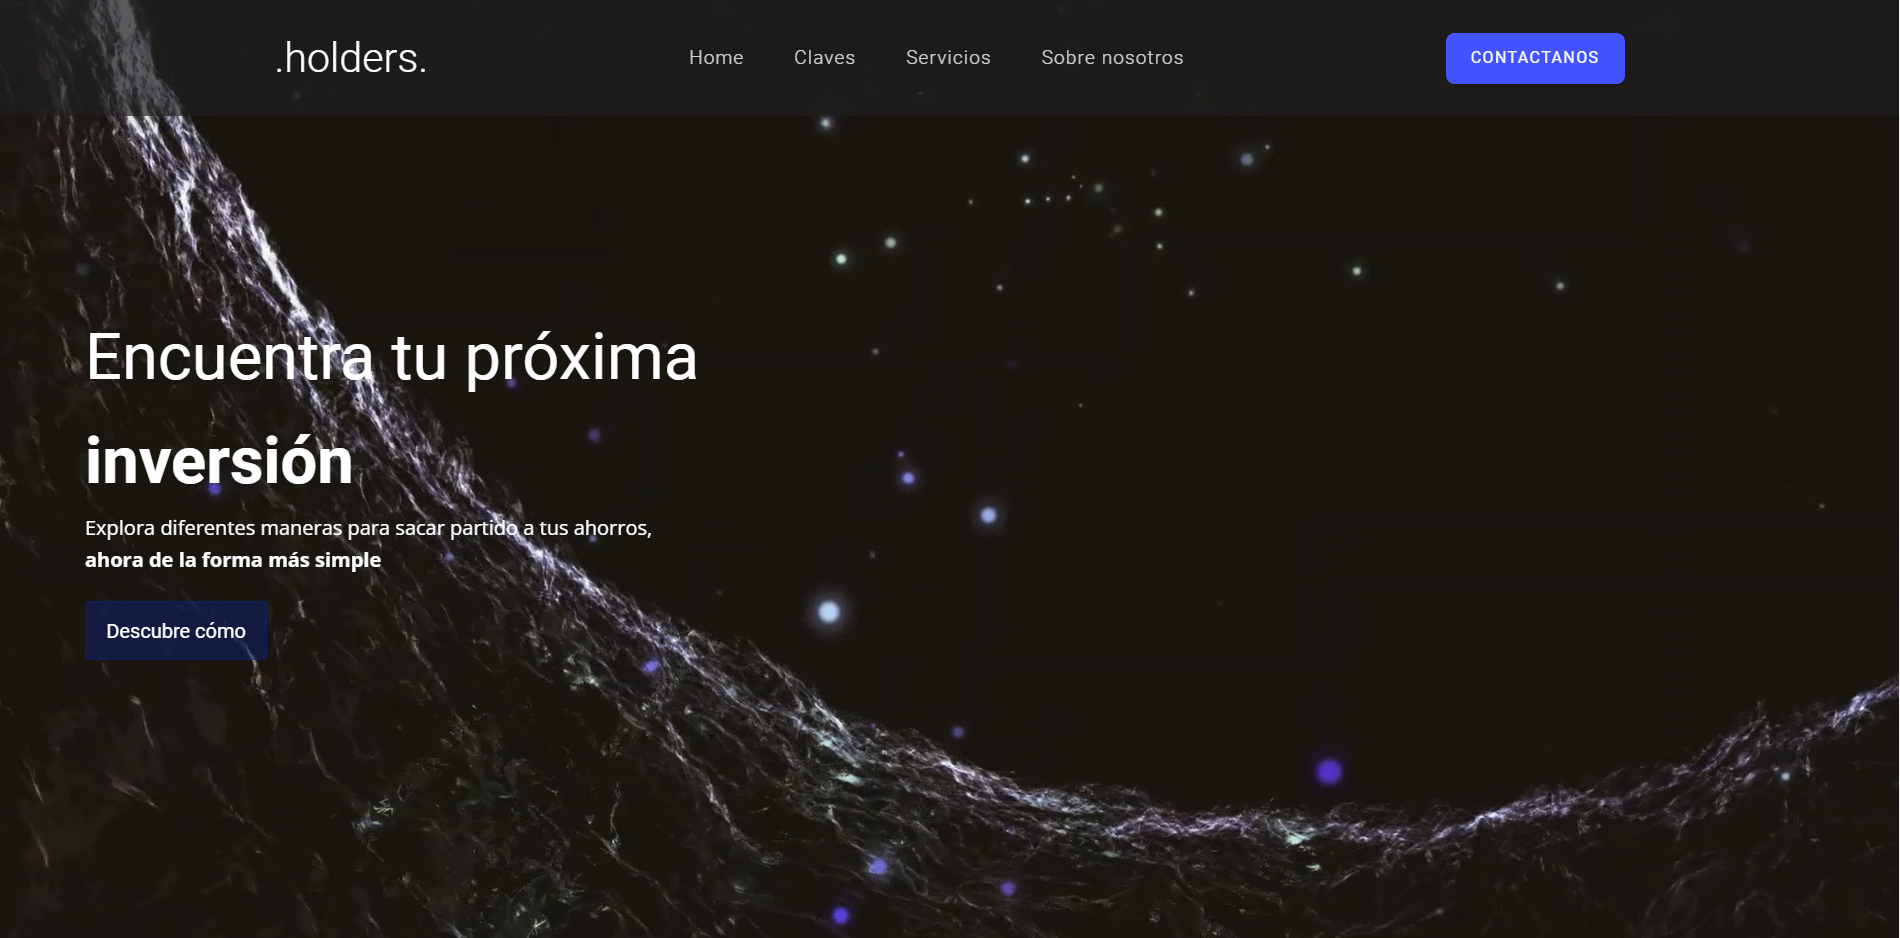 .holders.
Home
Claves
Servicios
Sobre nosotros
CONTACTANOS
Encuentra tu próxima
inversión
Explora diferentes maneras para sacar partido a tus ahorros,
ahora de la forma más simple
Descubre cómo